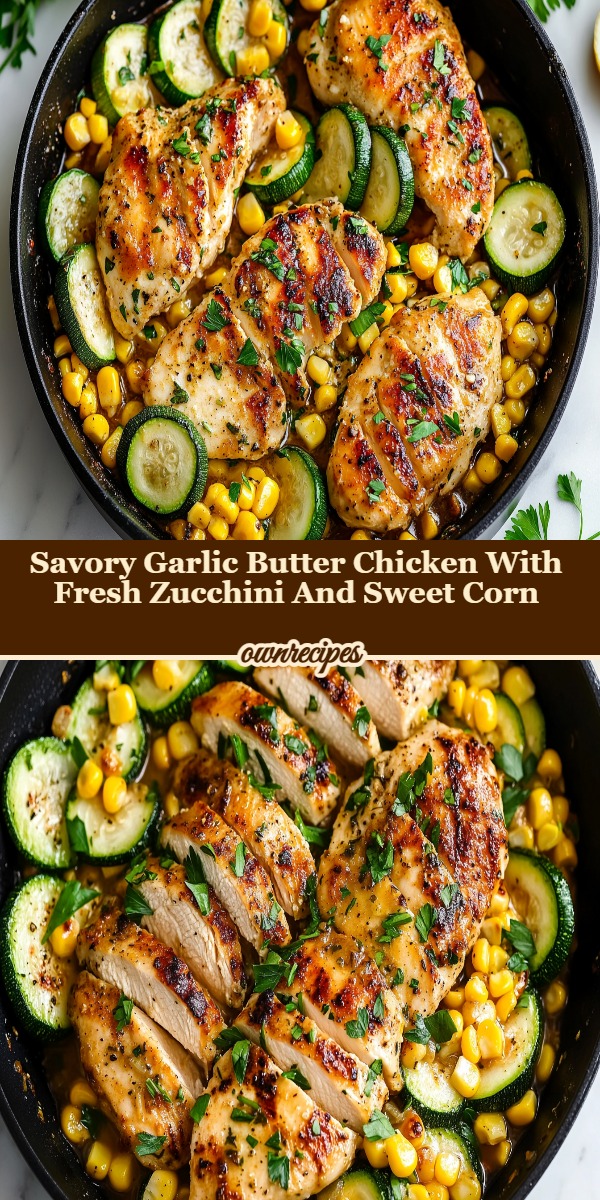 Savory Garlic Butter Chicken With
Fresh Zucchini And Sweet Corn
ownrecipes